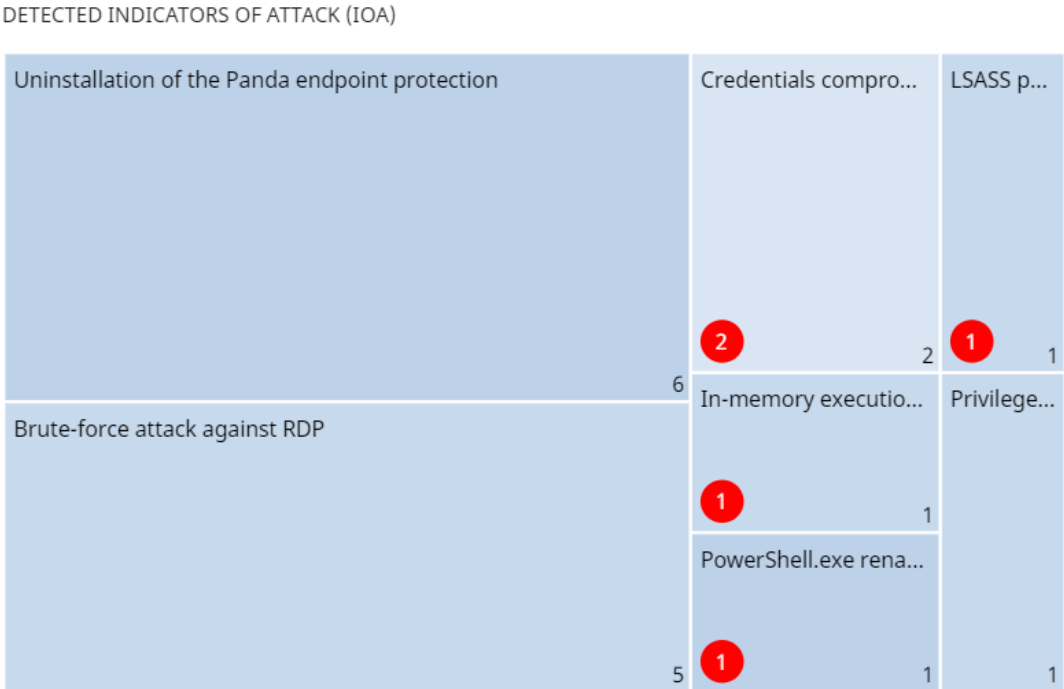 DETECTED INDICATORS OF ATTACK (IOA)
Uninstallation of the Panda endpoint protection
6
Brute-force attack against RDP
5
Credentials compro...
2
2
LSASS p...
1
1
In-memory executio...
1
1
PowerShell.exe rena...
1
1
Privilege...
1